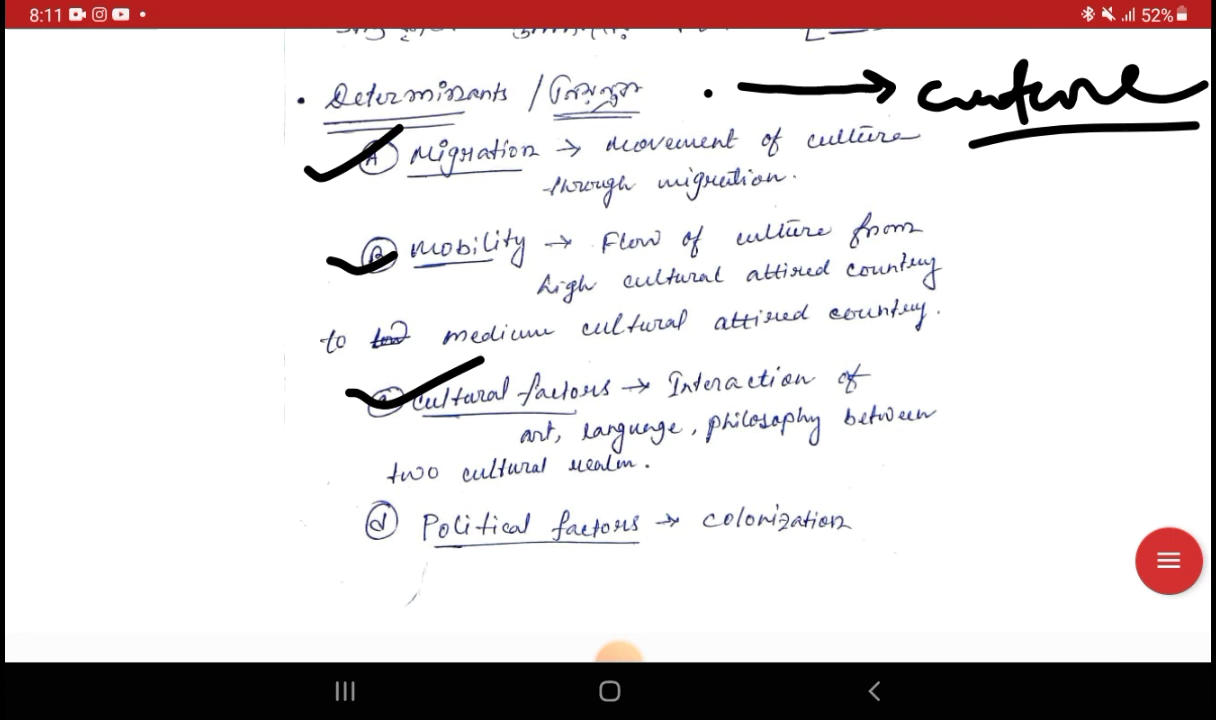 8:11
52%
• Determinants / নিয়ন্ত্রক • → culture
A Migration → Movement of culture
through migration.
B Mobility → Flow of culture from
high cultural attired country
to medium cultural attired country.
c Cultural factors → Interaction of
art, language, philosophy between
two cultural realm.
d Political factors → colonization